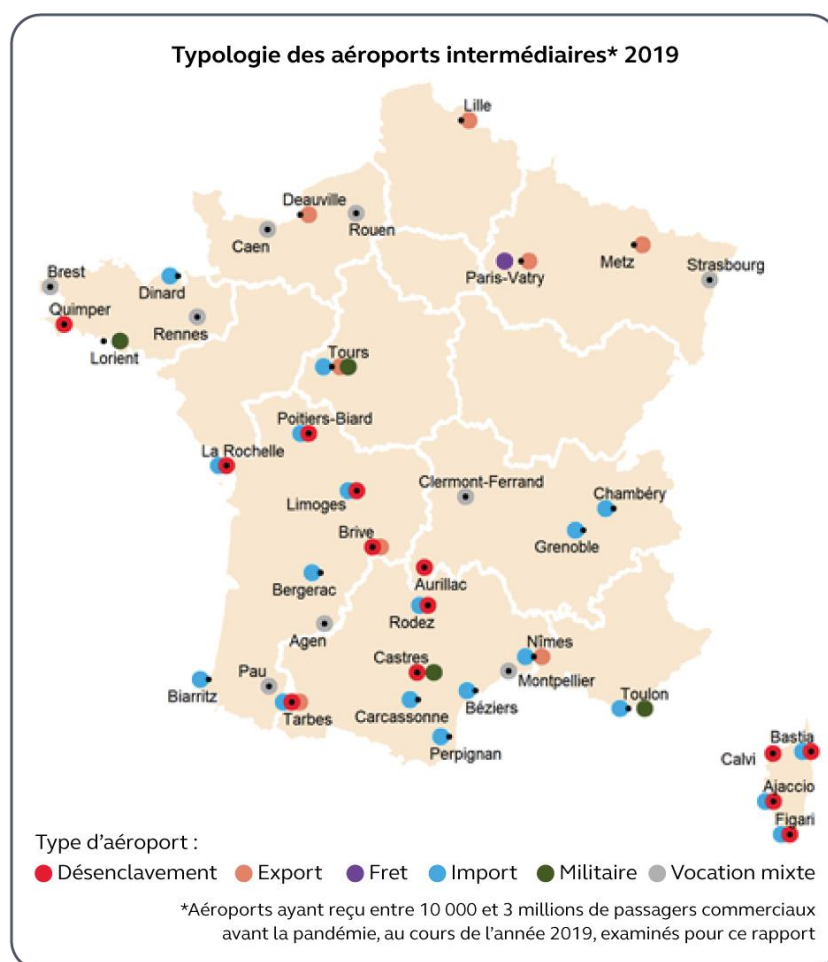 Typologie des aéroports intermédiaires* 2019
Lille
Deauville
Rouen
Caen
Paris-Vatry
Metz
Strasbourg
Brest
Dinard
Quimper
Rennes
Lorient
Tours
Poitiers-Biard
La Rochelle
Clermont-Ferrand
Chambéry
Limoges
Grenoble
Brive
Aurillac
Bergerac
Rodez
Agen
Nîmes
Castres
Pau
Montpellier
Biarritz
Toulon
Tarbes
Carcassonne
Béziers
Perpignan
Bastia
Calvi
Ajaccio
Figari
Type d’aéroport :
Désenclavement Export Fret Import Militaire Vocation mixte
*Aéroports ayant reçu entre 10 000 et 3 millions de passagers commerciaux
avant la pandémie, au cours de l’année 2019, examinés pour ce rapport